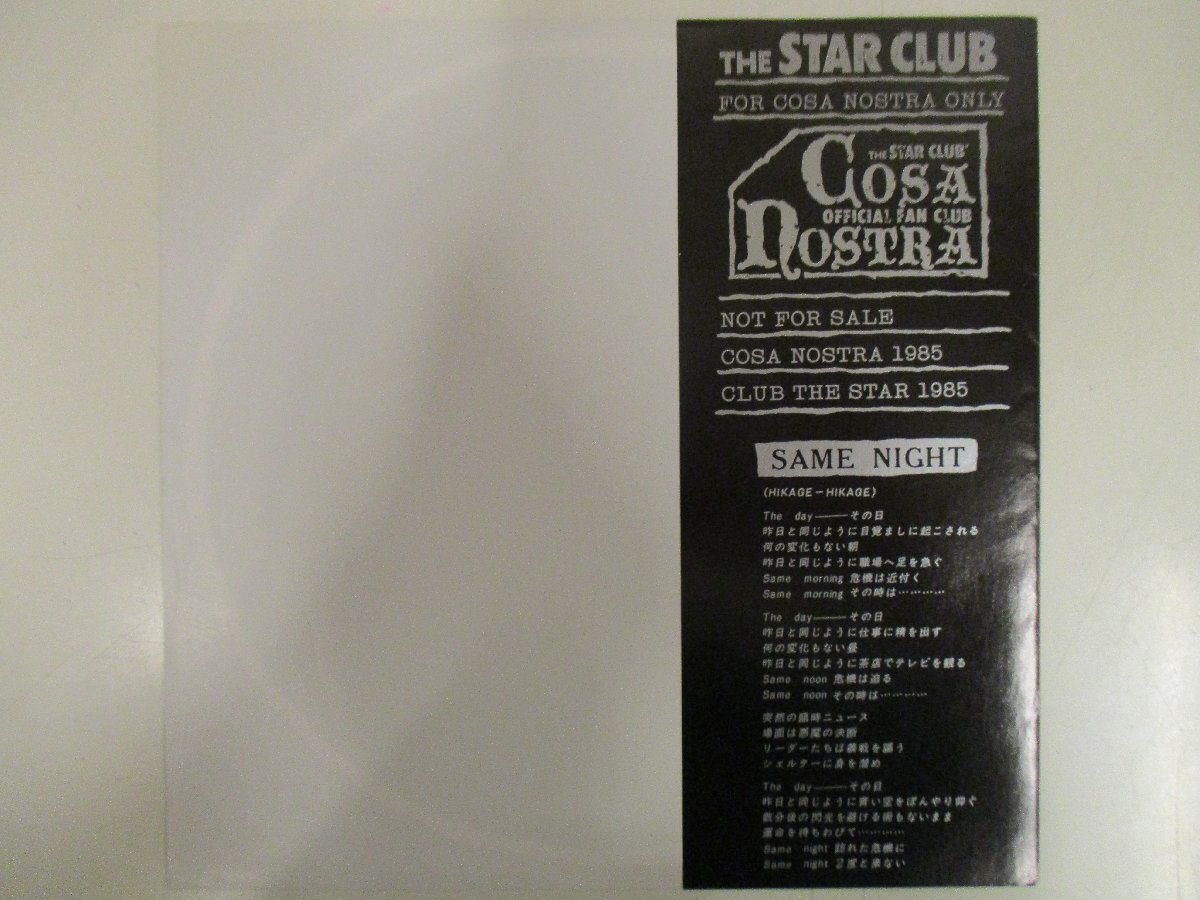 THE STAR CLUB
FOR COSA NOSTRA ONLY
THE STAR CLUB
COSA
OFFICIAL FAN CLUB
NOSTRA
NOT FOR SALE
COSA NOSTRA 1985
CLUB THE STAR 1985
SAME NIGHT
(HIKAGE-HIKAGE)
The day――その日
昨日と同じように目覚ましに起こされる
何の変化もない朝
昨日と同じように職場へ足を急ぐ
Same morning 危機は近付く
Same morning その時は…………
The day――その日
昨日と同じように仕事に精を出す
何の変化もない昼
昨日と同じように茶店でテレビを観る
Same noon 危機は迫る
Same noon その時は…………
突然の臨時ニュース
場面は悪魔の決断
リーダーたちは義戦を謳う
シェルターに身を潜め
The day――その日
昨日と同じように青い空をぼんやり仰ぐ
数分後の閃光を避ける術もないまま
運命を待ちわびて…………
Same night 訪れた危機に
Same night 2度と来ない